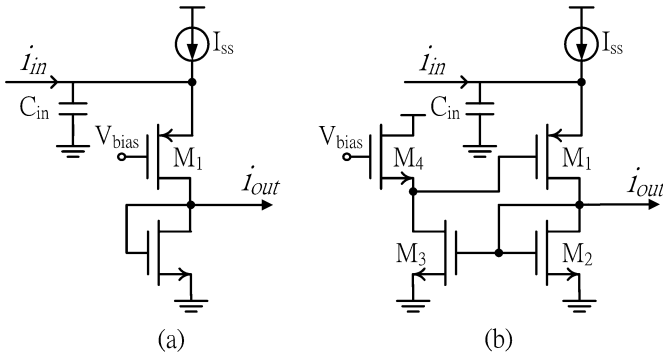 I_ss
i_in
C_in
V_bias
M_1
i_out
(a)
I_ss
i_in
C_in
V_bias
M_4
M_1
i_out
M_3
M_2
(b)